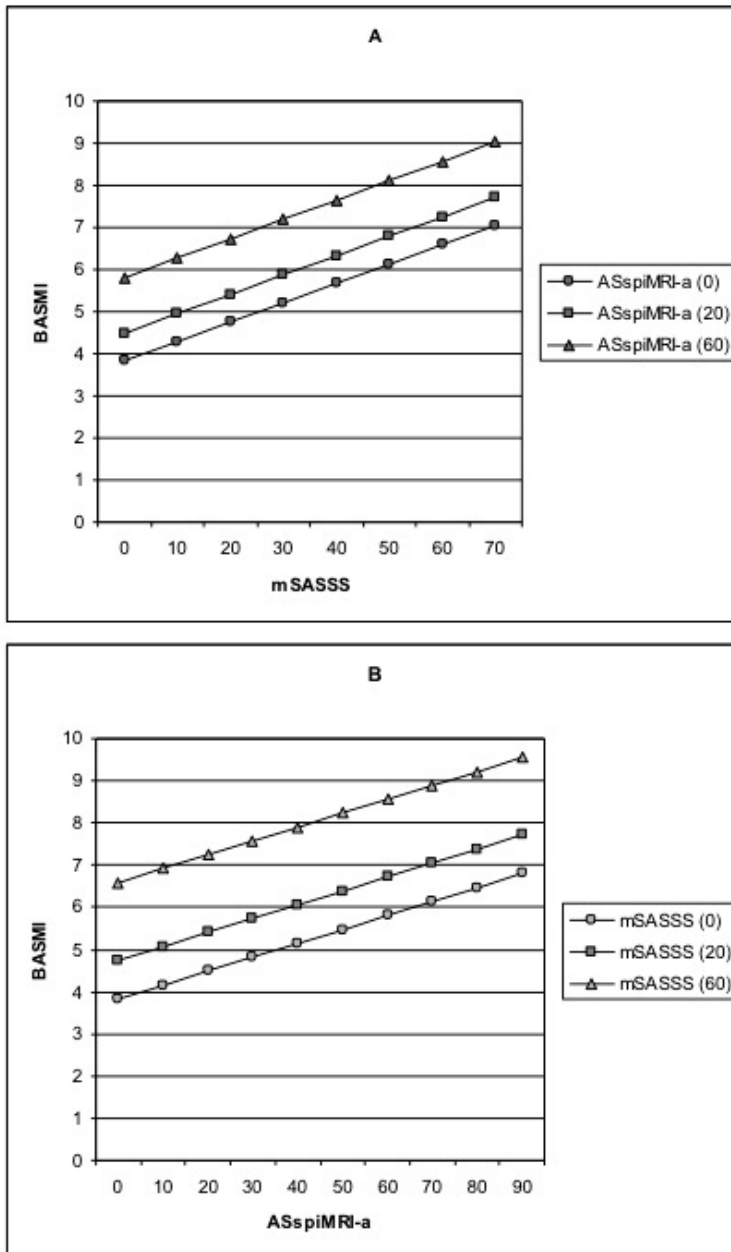 A
10
9
8
7
6
5
4
3
2
1
0
BASMI
0 10 20 30 40 50 60 70
mSASSS
ASspiMRI-a (0)
ASspiMRI-a (20)
ASspiMRI-a (60)
B
10
9
8
7
6
5
4
3
2
1
0
BASMI
0 10 20 30 40 50 60 70 80 90
ASspiMRI-a
mSASSS (0)
mSASSS (20)
mSASSS (60)